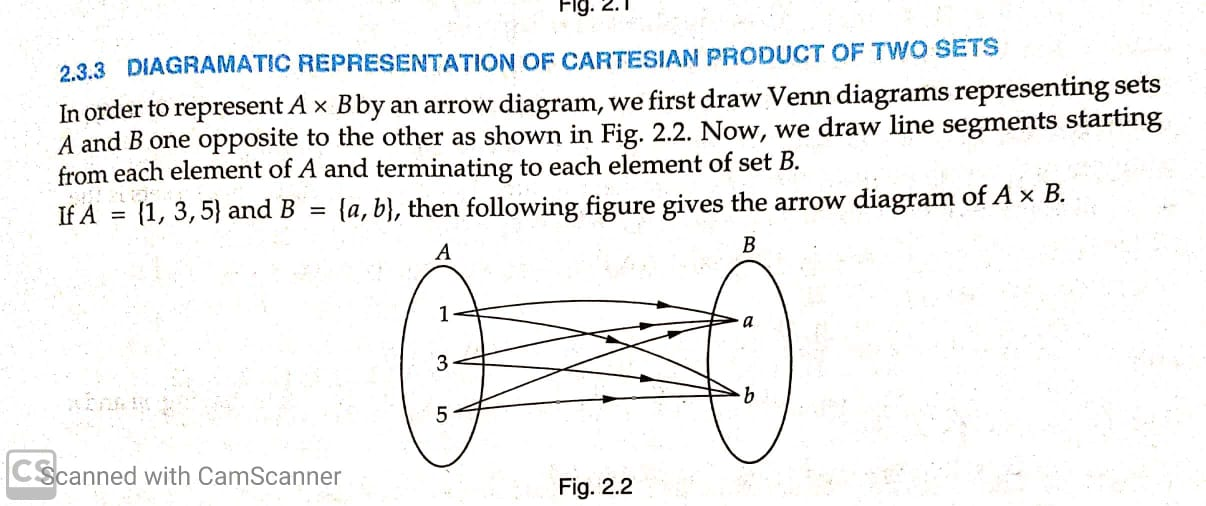 Fig. 2.1
2.3.3 DIAGRAMATIC REPRESENTATION OF CARTESIAN PRODUCT OF TWO SETS
In order to represent A × B by an arrow diagram, we first draw Venn diagrams representing sets
A and B one opposite to the other as shown in Fig. 2.2. Now, we draw line segments starting
from each element of A and terminating to each element of set B.
If A = {1, 3, 5} and B = {a, b}, then following figure gives the arrow diagram of A × B.
A
B
1
a
3
b
5
CS Scanned with CamScanner
Fig. 2.2